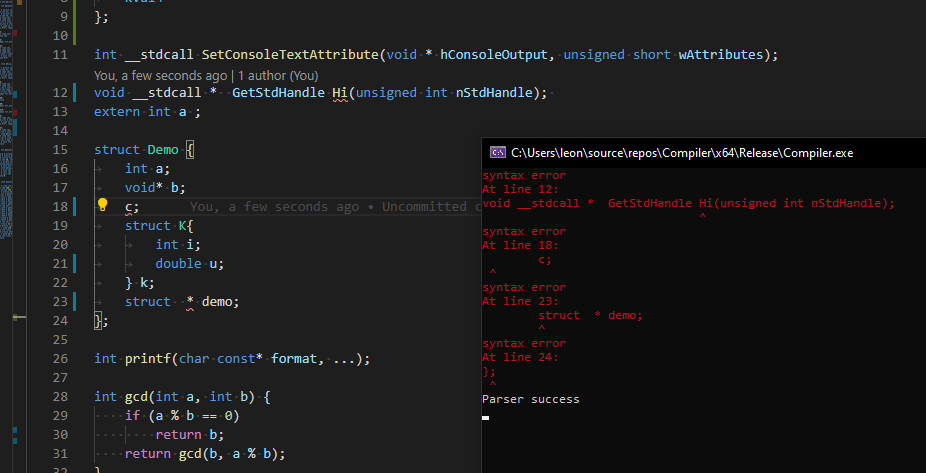 8 kval4
9 };
10
11 int __stdcall SetConsoleTextAttribute(void * hConsoleOutput, unsigned short wAttributes);
You, a few seconds ago | 1 author (You)
12 void __stdcall *  GetStdHandle Hi(unsigned int nStdHandle);
13 extern int a ;
14
15 struct Demo {
16 int a;
17 void* b;
18 c; You, a few seconds ago • Uncommitted c
19 struct K{
20 int i;
21 double u;
22 } k;
23 struct  * demo;
24 };
25
26 int printf(char const* format, ...);
27
28 int gcd(int a, int b) {
29 if (a % b == 0)
30 return b;
31 return gcd(b, a % b);
32 }
C:\Users\leon\source\repos\Compiler\x64\Release\Compiler.exe
syntax error
At line 12:
void __stdcall *  GetStdHandle Hi(unsigned int nStdHandle);
^
syntax error
At line 18:
c;
^
syntax error
At line 23:
struct  * demo;
^
syntax error
At line 24:
};
^
Parser success